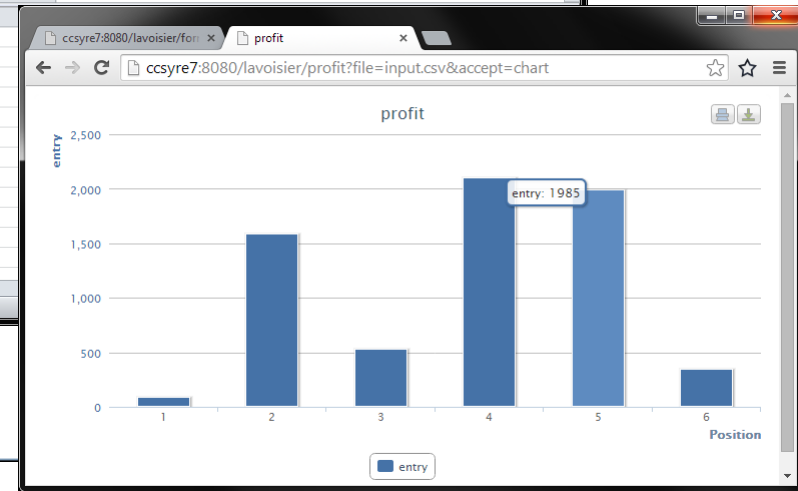 ccsyre7:8080/lavoisier/for
profit
ccsyre7:8080/lavoisier/profit?file=input.csv&accept=chart
profit
entry
2,500
2,000
1,500
1,000
500
0
entry: 1985
1 2 3 4 5 6
Position
entry